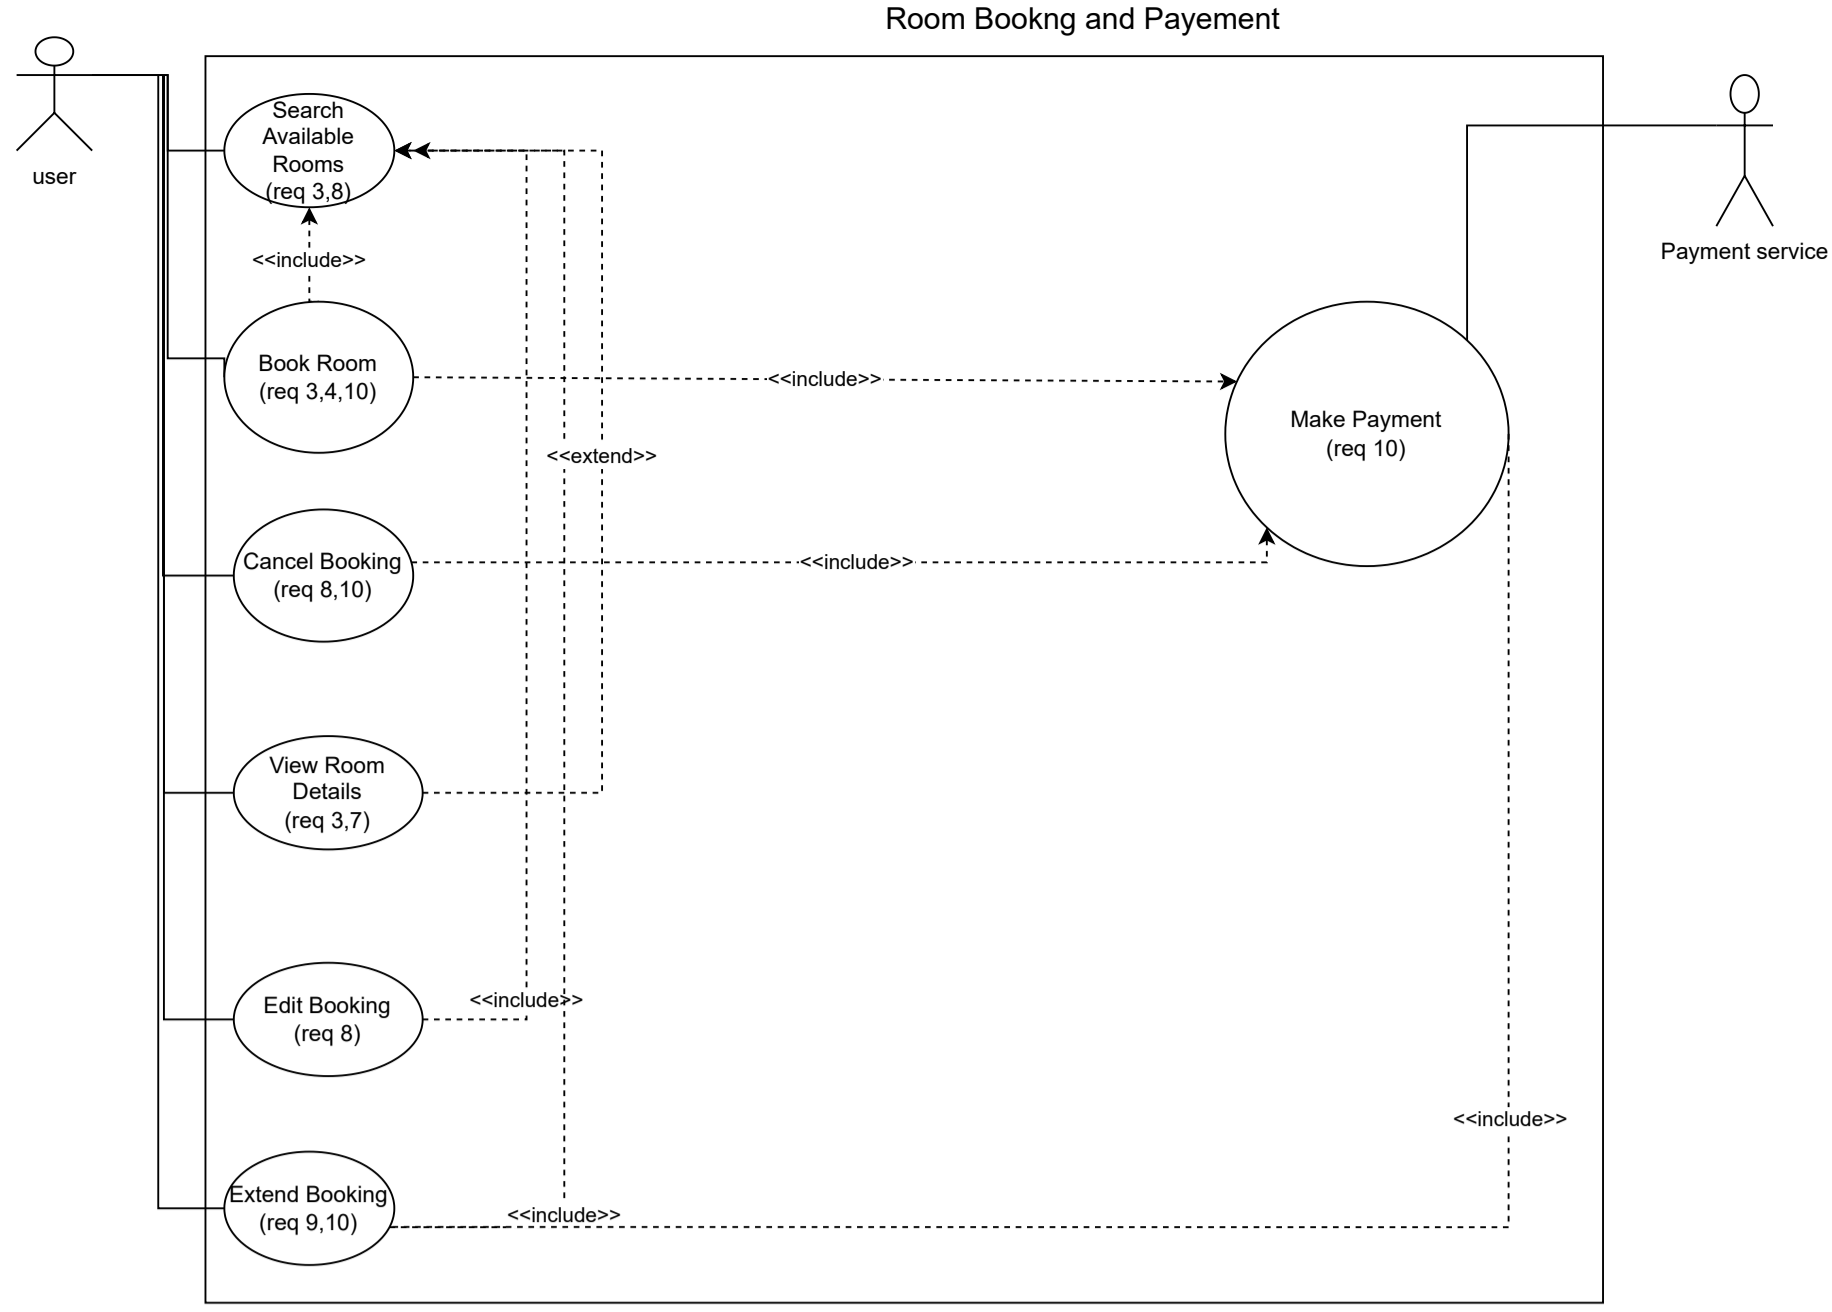 Room Bookng and Payement
user
Search
Available
Rooms
(req 3,8)
Payment service
<<include>>
Book Room
(req 3,4,10)
<<include>>
Make Payment
(req 10)
<<extend>>
Cancel Booking
(req 8,10)
<<include>>
View Room
Details
(req 3,7)
Edit Booking
(req 8)
<<include>>
<<include>>
Extend Booking
(req 9,10)
<<include>>